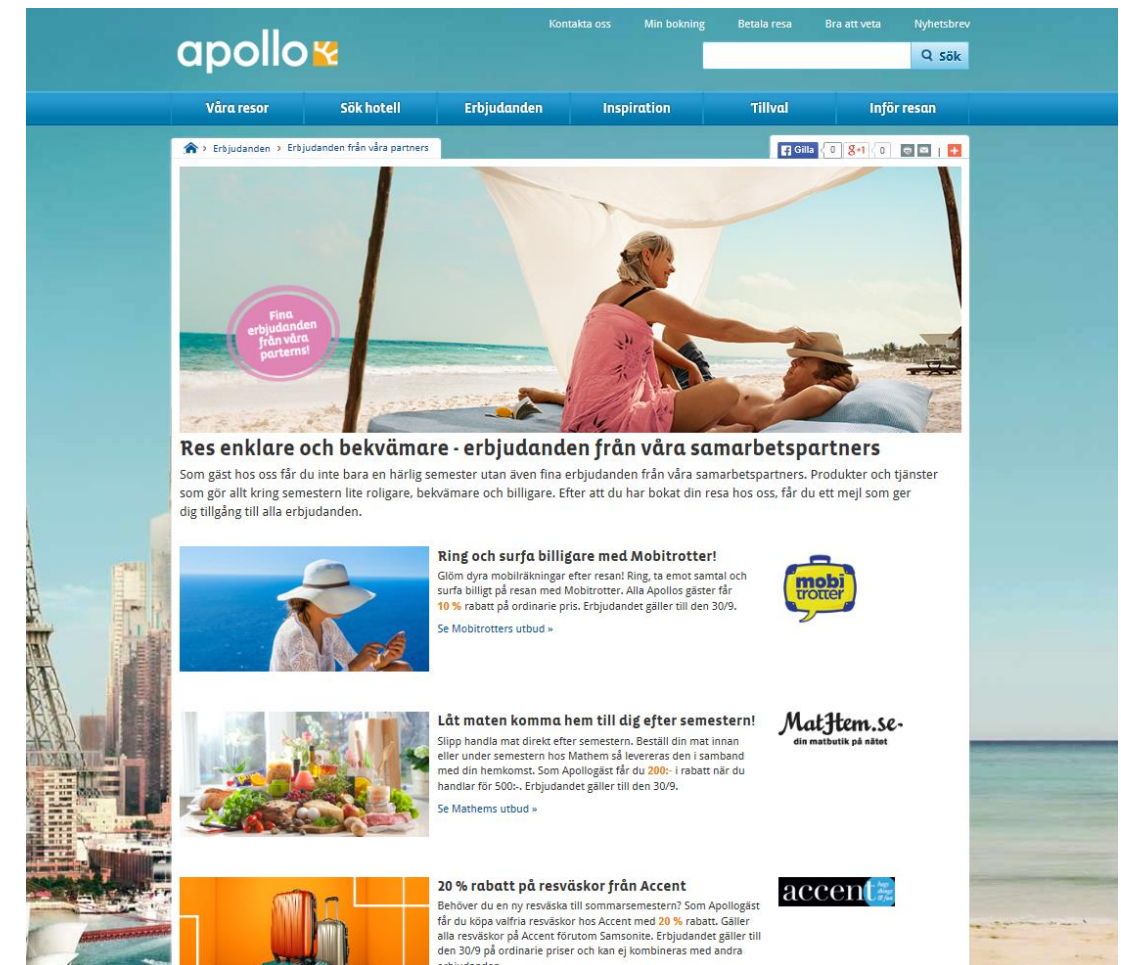 Kontakta oss Min bokning Betala resa Bra att veta Nyhetsbrev
apollo
Sök
Våra resor Sök hotell Erbjudanden Inspiration Tillval Inför resan
Erbjudanden › Erbjudanden från våra partners
Gilla 0 g+1 0
Fina
erbjudanden
från våra
parterns!
Res enklare och bekvämare - erbjudanden från våra samarbetspartners
Som gäst hos oss får du inte bara en härlig semester utan även fina erbjudanden från våra samarbetspartners. Produkter och tjänster
som gör allt kring semestern lite roligare, bekvämare och billigare. Efter att du har bokat din resa hos oss, får du ett mejl som ger
dig tillgång till alla erbjudanden.
Ring och surfa billigare med Mobitrotter!
Glöm dyra mobilräkningar efter resan! Ring, ta emot samtal och
surfa billigt på resan med Mobitrotter. Alla Apollos gäster får
10 % rabatt på ordinarie pris. Erbjudandet gäller till den 30/9.
Se Mobitrotters utbud »
mobi
trotter
Låt maten komma hem till dig efter semestern!
Slipp handla mat direkt efter semestern. Beställ din mat innan
eller under semestern hos Mathem så levereras den i samband
med din hemkomst. Som Apollogäst får du 200:- i rabatt när du
handlar för 500:-. Erbjudandet gäller till den 30/9.
Se Mathems utbud »
MatHem.se
din matbutik på nätet
20 % rabatt på resväskor från Accent
Behöver du en ny resväska till sommarsemestern? Som Apollogäst
får du köpa valfria resväskor hos Accent med 20 % rabatt. Gäller
alla resväskor på Accent förutom Samsonite. Erbjudandet gäller till
den 30/9 på ordinarie priser och kan ej kombineras med andra
accent